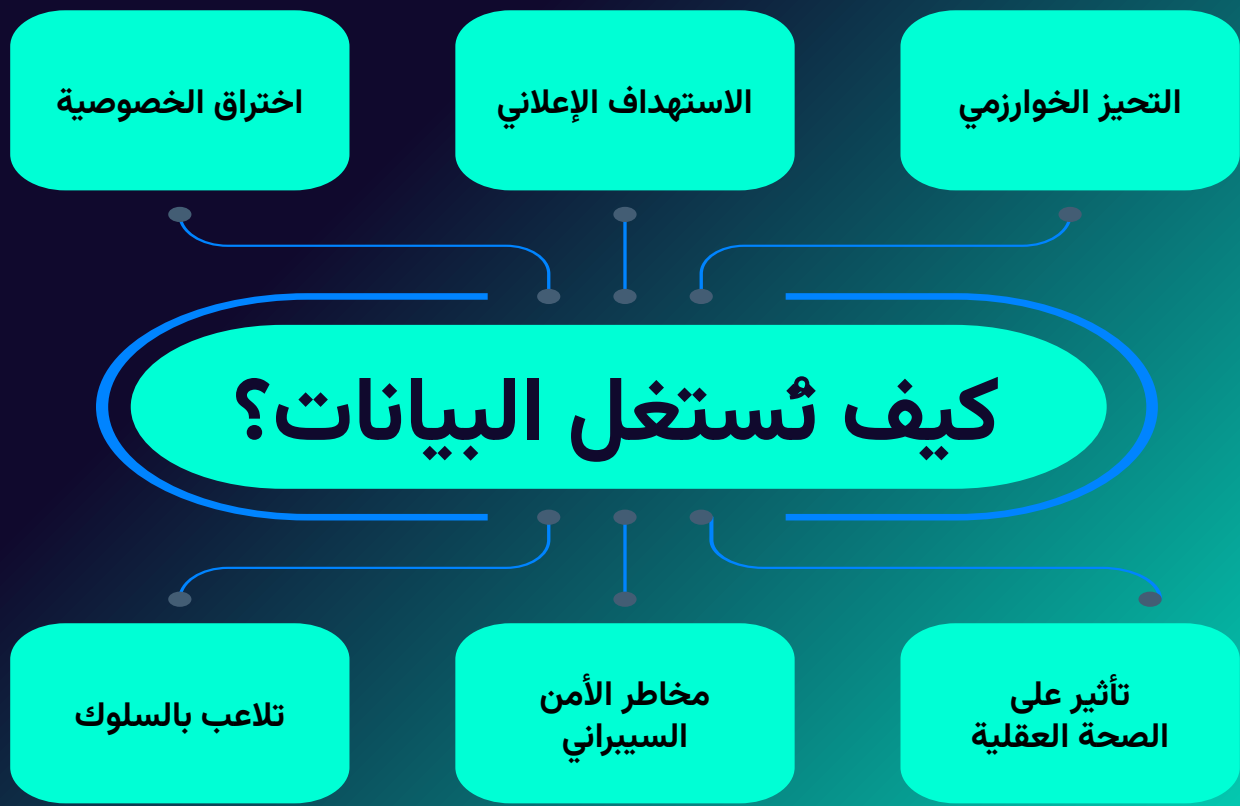 التحيز الخوارزمي
الاستهداف الإعلاني
اختراق الخصوصية
كيف تُستغل البيانات؟
تأثير على
الصحة العقلية
مخاطر الأمن
السيبراني
تلاعب بالسلوك